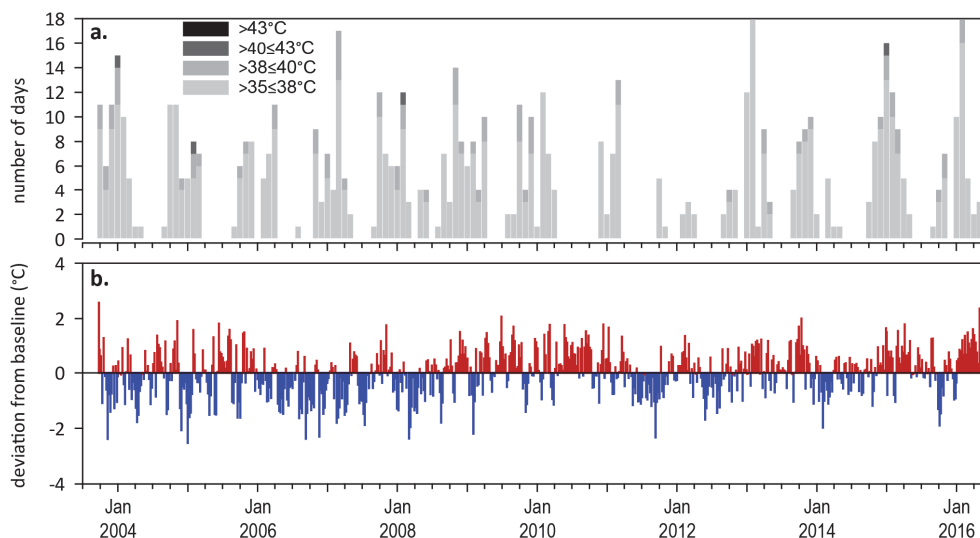 a.
>43°C
>40≤43°C
>38≤40°C
>35≤38°C
number of days
18
16
14
12
10
8
6
4
2
0
b.
deviation from baseline (°C)
4
2
0
-2
-4
Jan Jan Jan Jan Jan Jan Jan
2004 2006 2008 2010 2012 2014 2016